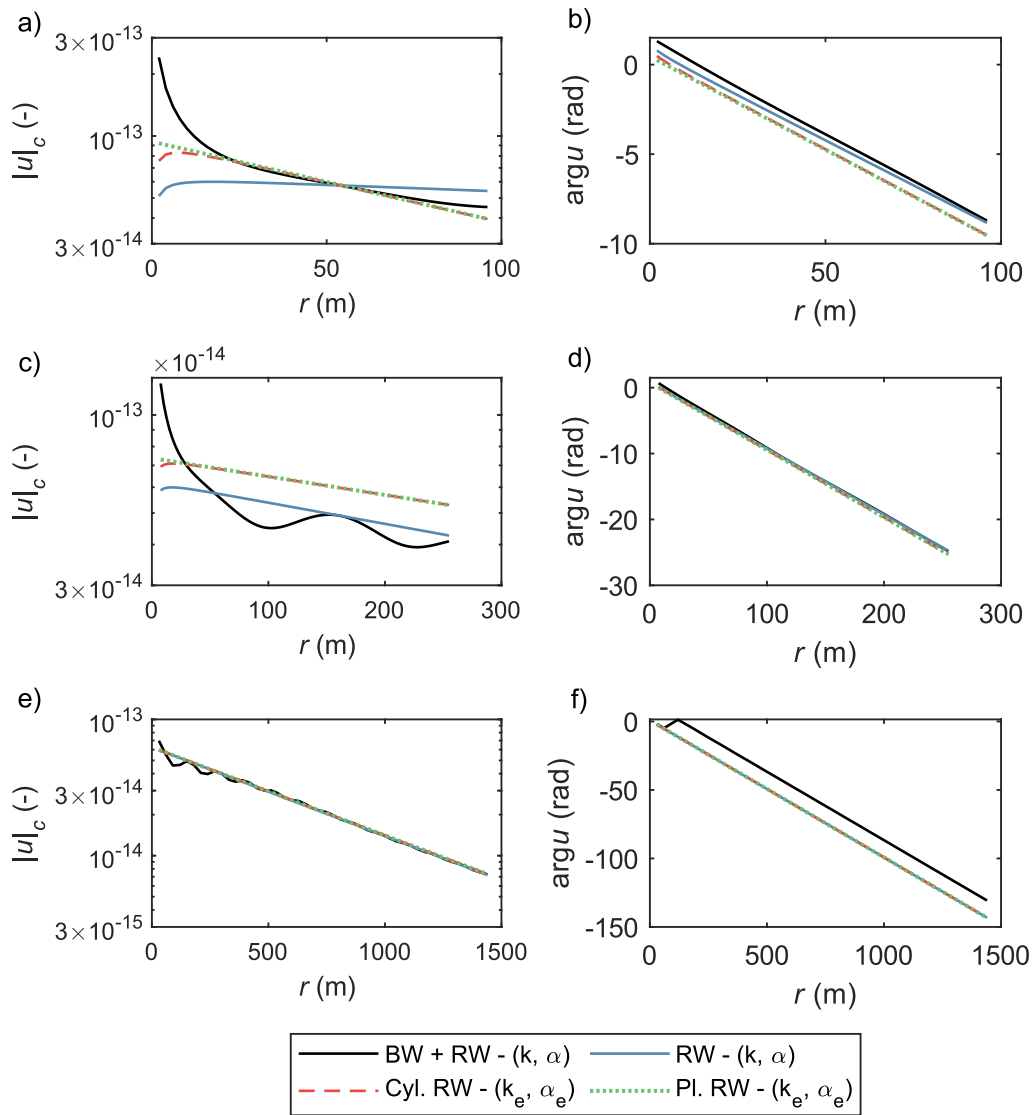 a)
3×10⁻¹³
10⁻¹³
3×10⁻¹⁴
|u|c (-)
0 50 100
r (m)
b)
0
-5
-10
argu (rad)
0 50 100
r (m)
c)
×10⁻¹⁴
10⁻¹³
3×10⁻¹⁴
|u|c (-)
0 100 200 300
r (m)
d)
0
-10
-20
-30
argu (rad)
0 100 200 300
r (m)
e)
10⁻¹³
3×10⁻¹⁴
10⁻¹⁴
3×10⁻¹⁵
|u|c (-)
0 500 1000 1500
r (m)
f)
0
-50
-100
-150
argu (rad)
0 500 1000 1500
r (m)
BW + RW - (k, α) RW - (k, α)
Cyl. RW - (kₑ, αₑ) Pl. RW - (kₑ, αₑ)